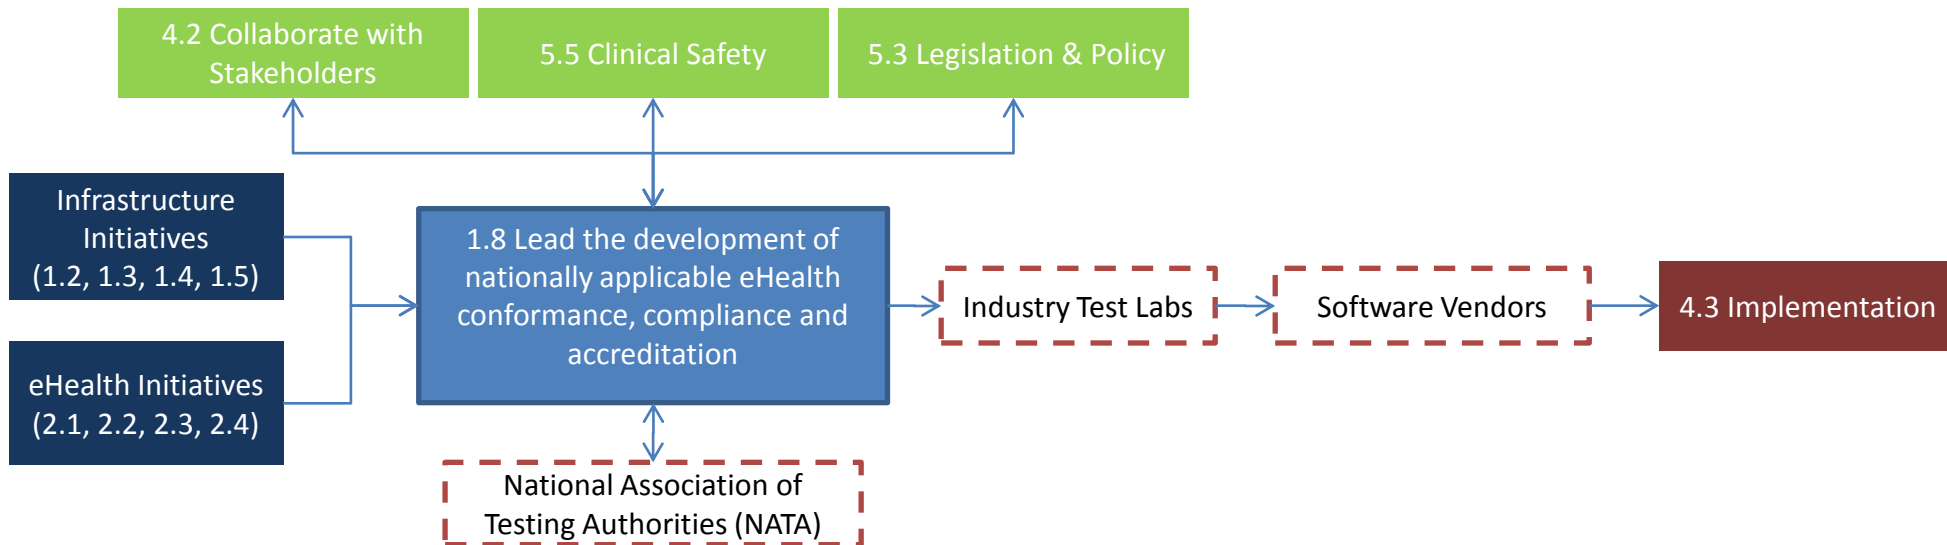 4.2 Collaborate with
Stakeholders
5.5 Clinical Safety
5.3 Legislation & Policy
Infrastructure
Initiatives
(1.2, 1.3, 1.4, 1.5)
eHealth Initiatives
(2.1, 2.2, 2.3, 2.4)
1.8 Lead the development of
nationally applicable eHealth
conformance, compliance and
accreditation
Industry Test Labs
Software Vendors
4.3 Implementation
National Association of
Testing Authorities (NATA)